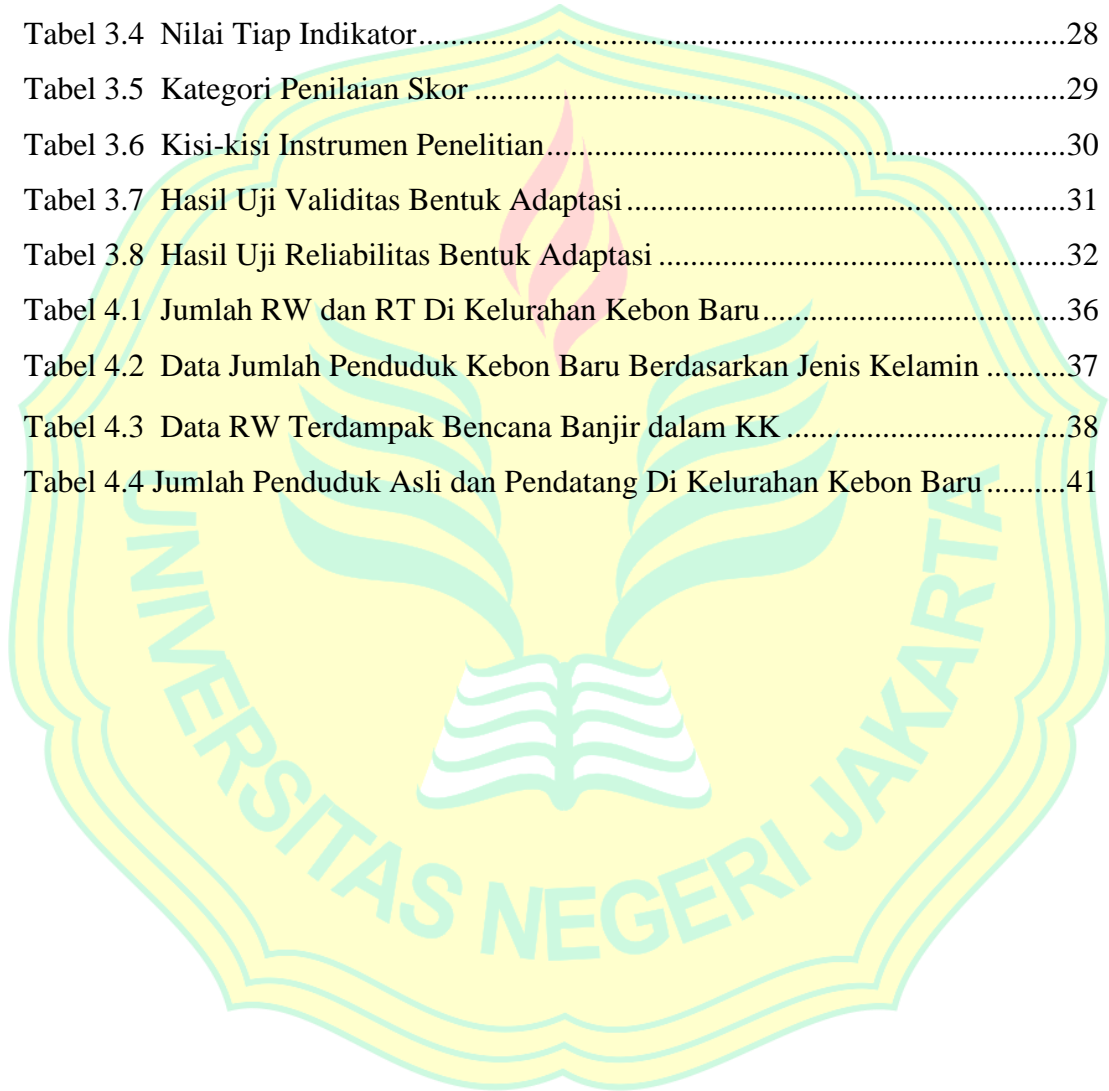 Tabel 3.4  Nilai Tiap Indikator..........................................................................28
Tabel 3.5  Kategori Penilaian Skor ...................................................................29
Tabel 3.6  Kisi-kisi Instrumen Penelitian...........................................................30
Tabel 3.7  Hasil Uji Validitas Bentuk Adaptasi..................................................31
Tabel 3.8  Hasil Uji Reliabilitas Bentuk Adaptasi ..............................................32
Tabel 4.1  Jumlah RW dan RT Di Kelurahan Kebon Baru..................................36
Tabel 4.2  Data Jumlah Penduduk Kebon Baru Berdasarkan Jenis Kelamin ..........37
Tabel 4.3  Data RW Terdampak Bencana Banjir dalam KK ................................38
Tabel 4.4 Jumlah Penduduk Asli dan Pendatang Di Kelurahan Kebon Baru..........41
UNIVERSITAS NEGERI JAKARTA